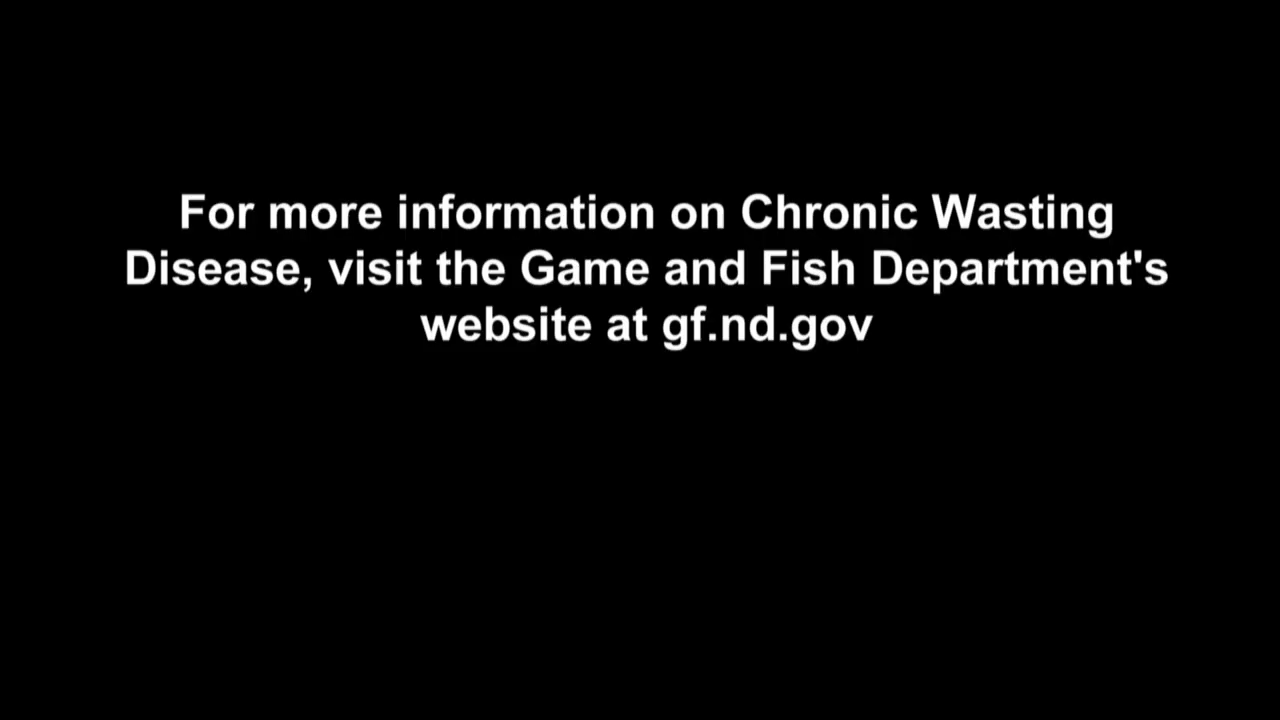 For more information on Chronic Wasting
Disease, visit the Game and Fish Department's
website at gf.nd.gov